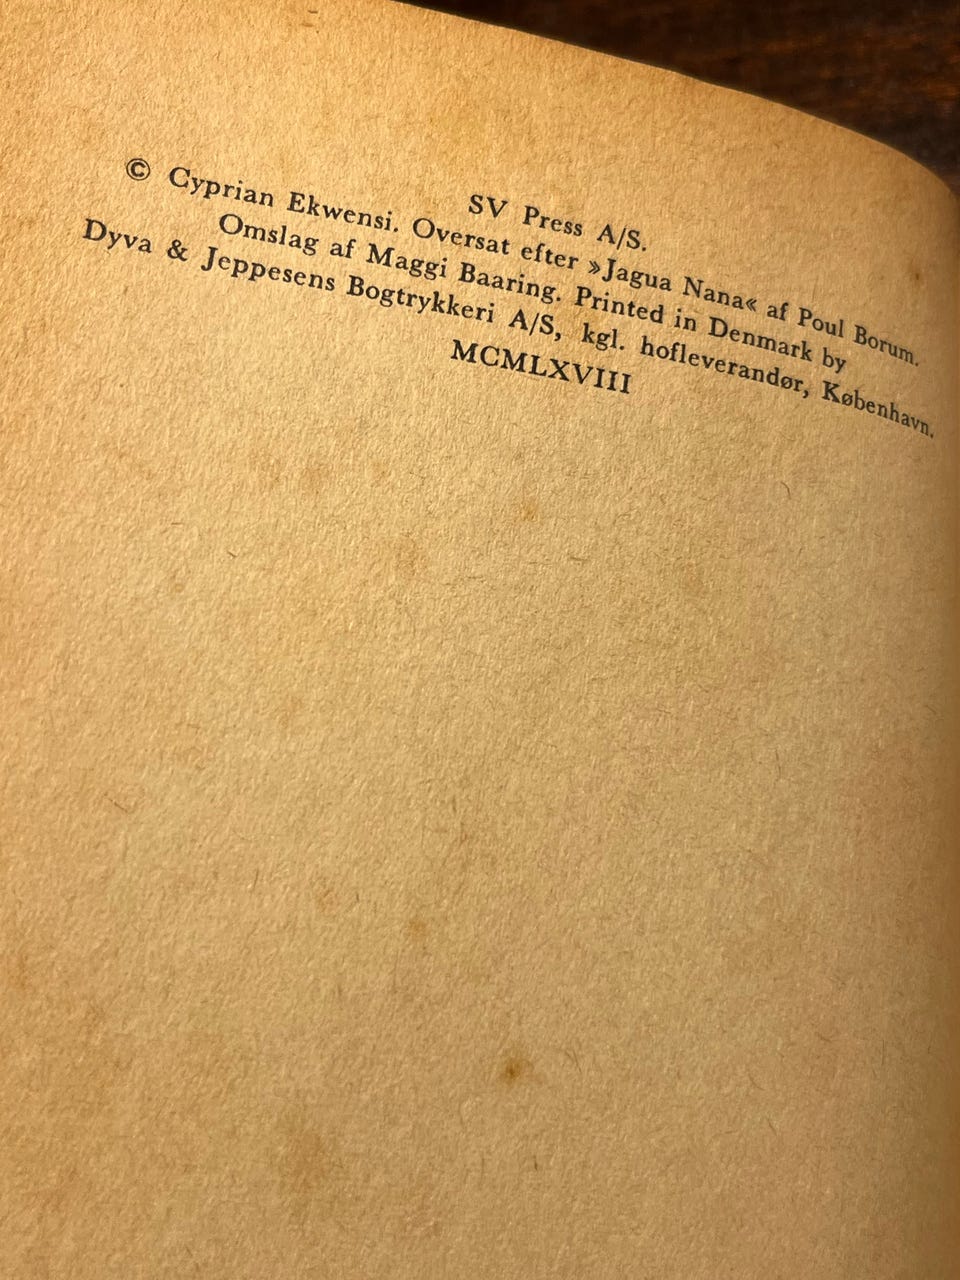 SV Press A/S.
© Cyprian Ekwensi. Oversat efter »Jagua Nana« af Poul Borum.
Omslag af Maggi Baaring. Printed in Denmark by
Dyva & Jeppesens Bogtrykkeri A/S, kgl. hofleverandør, København.
MCMLXVIII